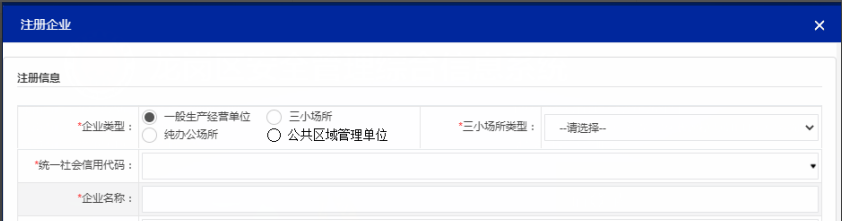 注册企业
注册信息
*企业类型： 一般生产经营单位 三小场所 *三小场所类型： --请选择--
纯办公场所 公共区域管理单位
*统一社会信用代码：
*企业名称：